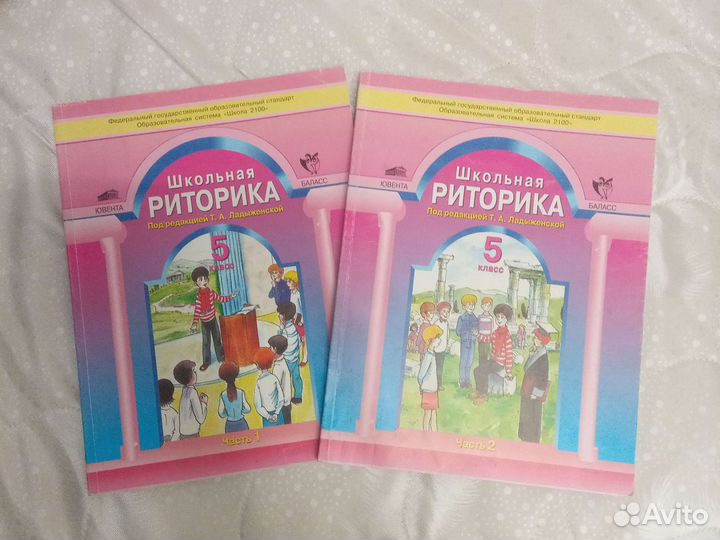 Федеральный государственный образовательный стандарт
Образовательная система «Школа 2100»
Школьная
РИТОРИКА
Под редакцией Т. А. Ладыженской
ЮВЕНТА
БАЛАСС
5
класс
Часть 1
Федеральный государственный образовательный стандарт
Образовательная система «Школа 2100»
Школьная
РИТОРИКА
Под редакцией Т. А. Ладыженской
ЮВЕНТА
БАЛАСС
5
класс
Часть 2
Avito